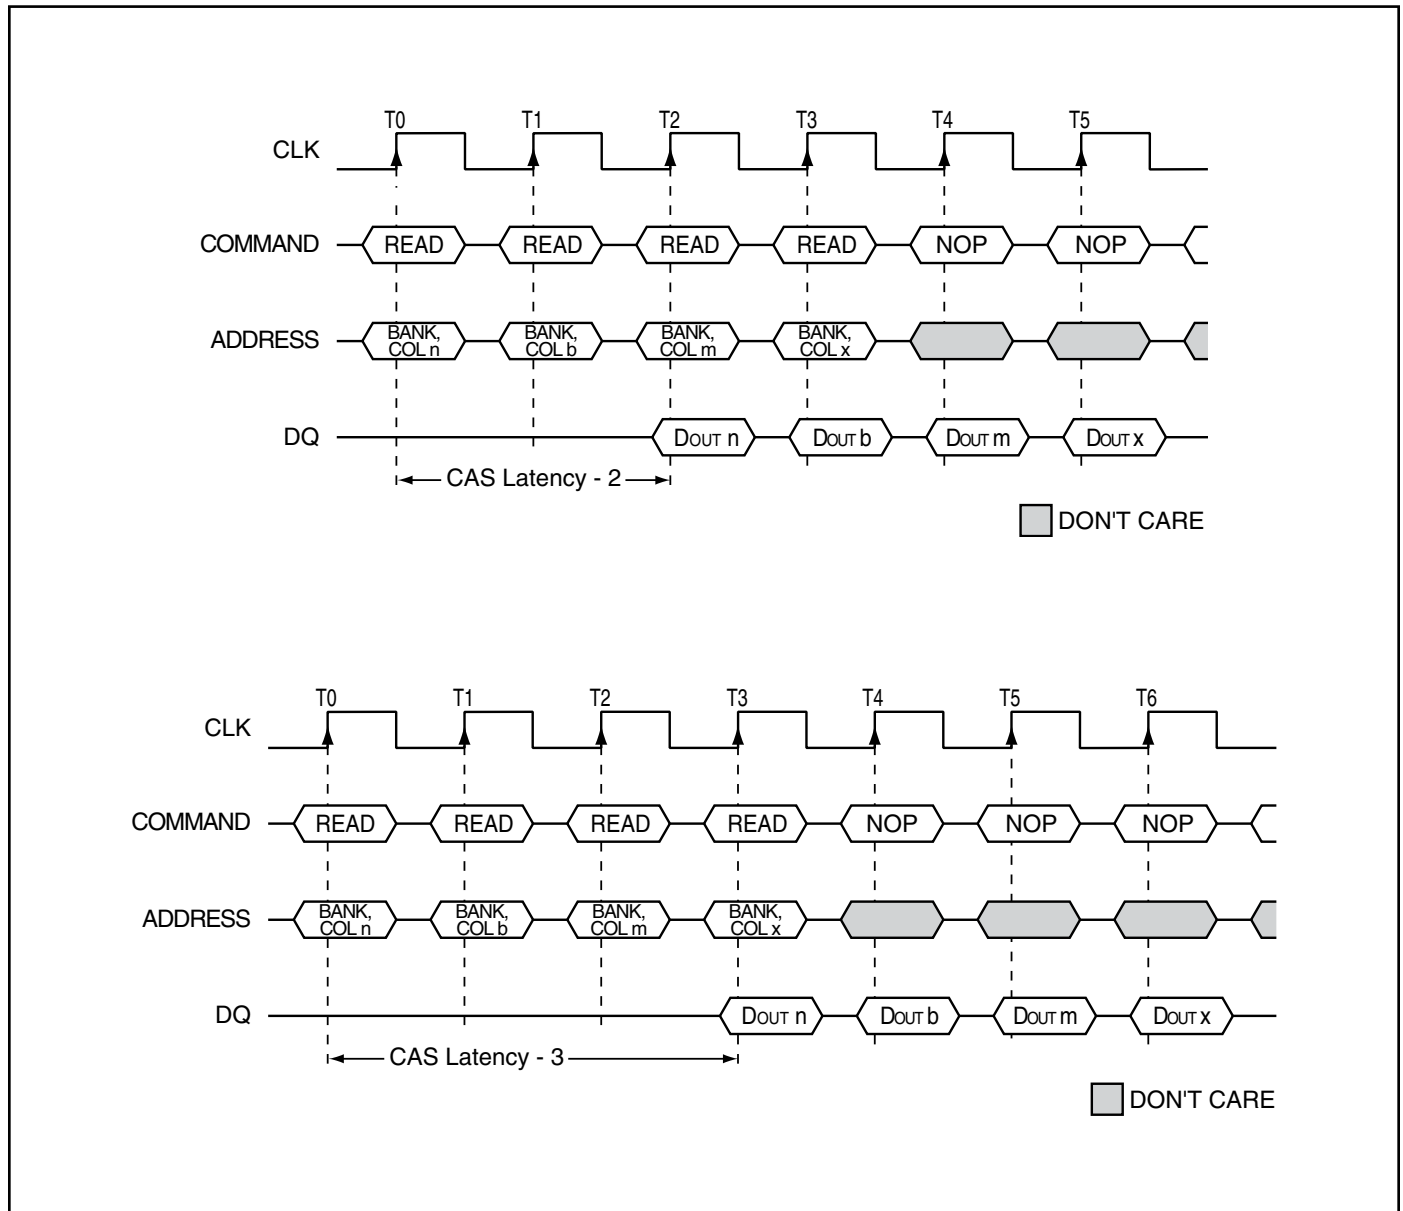 T0 T1 T2 T3 T4 T5
CLK
COMMAND READ READ READ READ NOP NOP
ADDRESS BANK, COL n BANK, COL b BANK, COL m BANK, COL x
DQ DOUT n DOUT b DOUT m DOUT x
CAS Latency - 2
DON'T CARE
T0 T1 T2 T3 T4 T5 T6
CLK
COMMAND READ READ READ READ NOP NOP NOP
ADDRESS BANK, COL n BANK, COL b BANK, COL m BANK, COL x
DQ DOUT n DOUT b DOUT m DOUT x
CAS Latency - 3
DON'T CARE